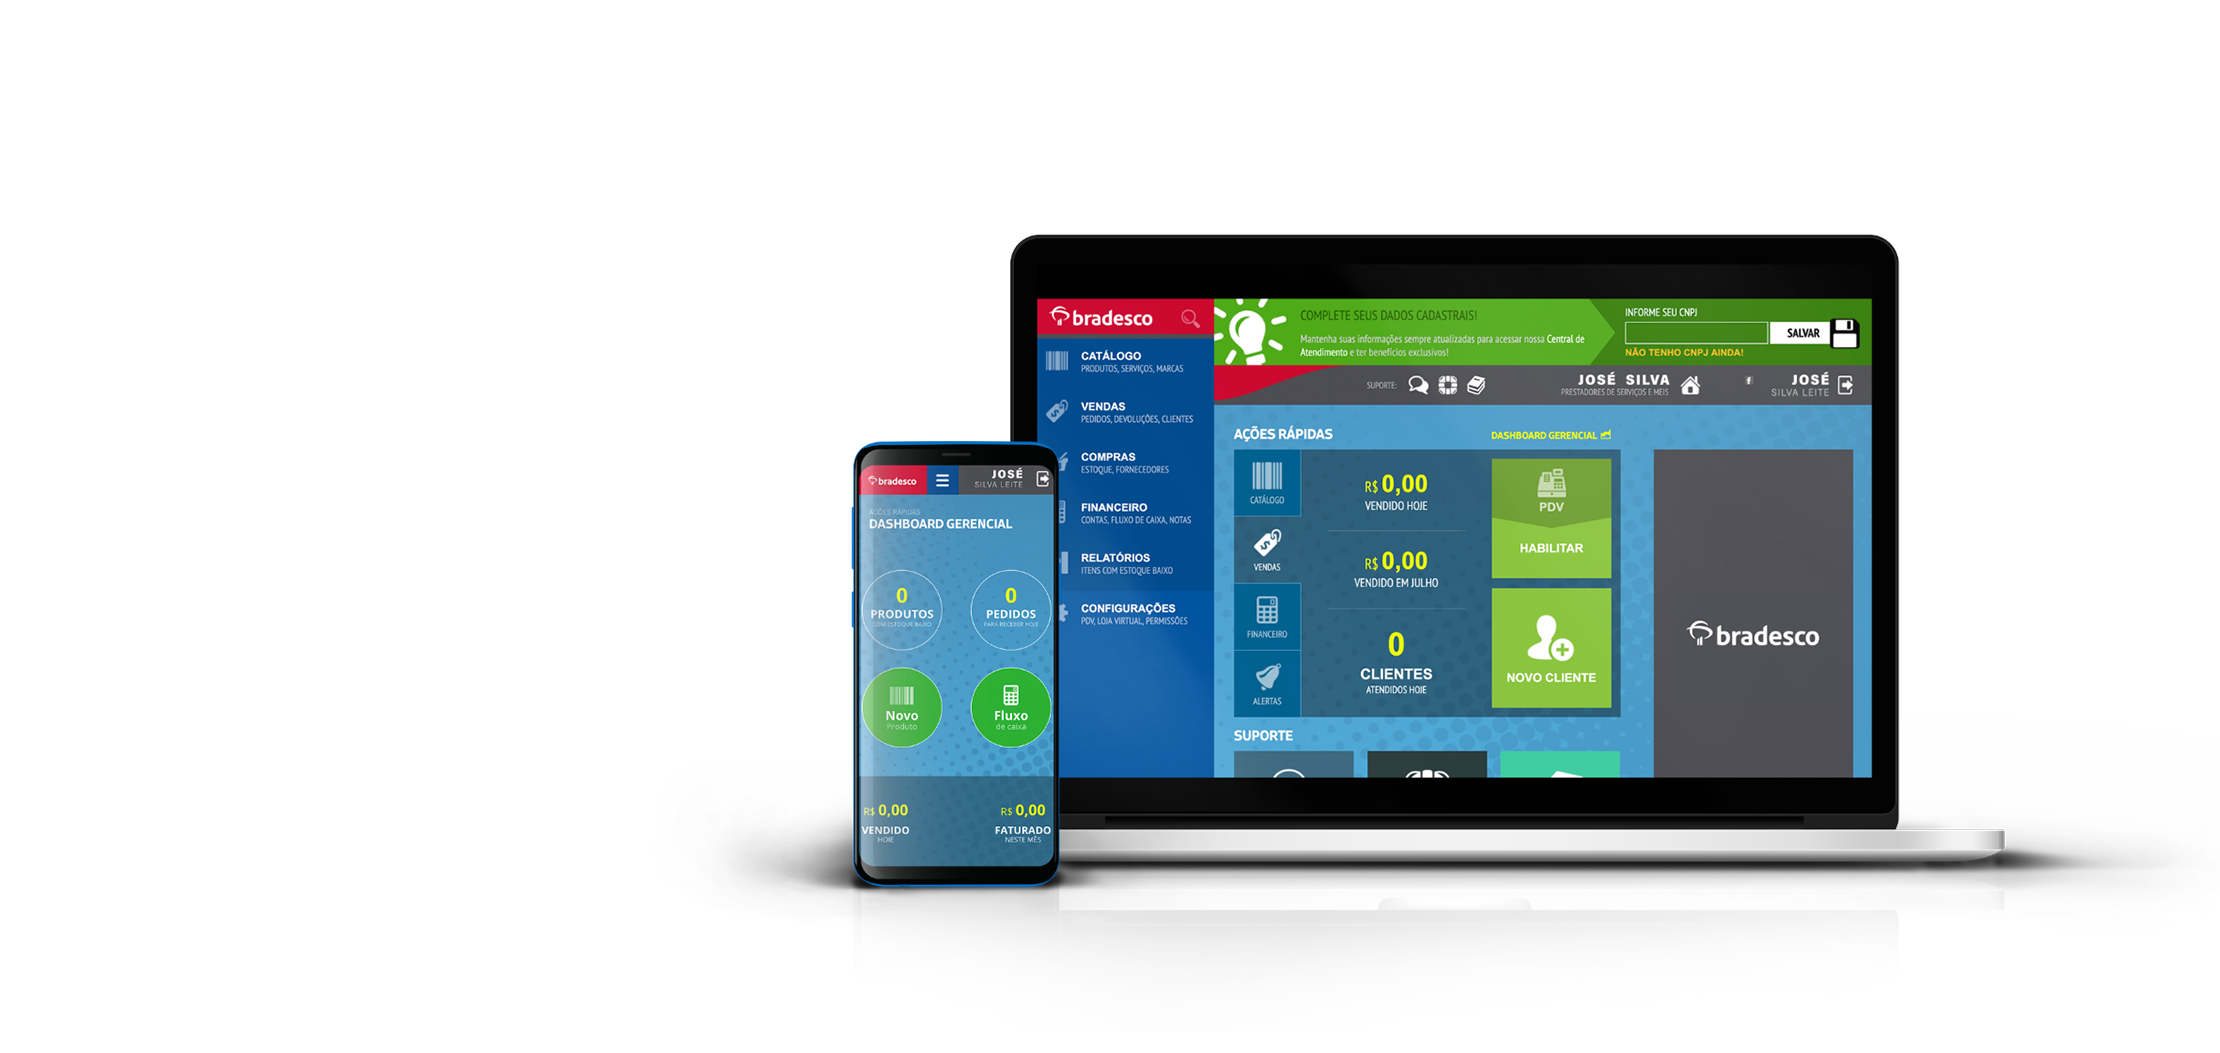 bradesco
COMPLETE SEUS DADOS CADASTRAIS!
Mantenha suas informações sempre atualizadas para acessar nossa Central de
Atendimento e ter benefícios exclusivos!
INFORME SEU CNPJ
SALVAR
NÃO TENHO CNPJ AINDA!
SUPORTE:
JOSÉ SILVA
PRESTADORES DE SERVIÇOS E MEIS
f
JOSÉ
SILVA LEITE
CATÁLOGO
PRODUTOS, SERVIÇOS, MARCAS
VENDAS
PEDIDOS, DEVOLUÇÕES, CLIENTES
COMPRAS
ESTOQUE, FORNECEDORES
FINANCEIRO
CONTAS, FLUXO DE CAIXA, NOTAS
RELATÓRIOS
ITENS COM ESTOQUE BAIXO
CONFIGURAÇÕES
PDV, LOJA VIRTUAL, PERMISSÕES
AÇÕES RÁPIDAS
DASHBOARD GERENCIAL
CATÁLOGO
VENDAS
FINANCEIRO
ALERTAS
R$ 0,00
VENDIDO HOJE
R$ 0,00
VENDIDO EM JULHO
0
CLIENTES
ATENDIDOS HOJE
PDV
HABILITAR
NOVO CLIENTE
bradesco
SUPORTE
bradesco
JOSÉ
SILVA LEITE
AÇÕES RÁPIDAS
DASHBOARD GERENCIAL
0
PRODUTOS
COM ESTOQUE BAIXO
0
PEDIDOS
PARA RECEBER HOJE
Novo
Produto
Fluxo
de caixa
R$ 0,00
VENDIDO
HOJE
R$ 0,00
FATURADO
NESTE MÊS